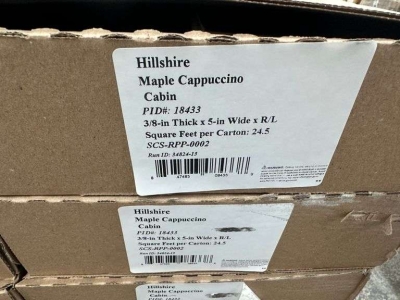 Hillshire
Maple Cappuccino
Cabin
PID#: 18433
3/8-in Thick x 5-in Wide x R/L
Square Feet per Carton: 24.5
SCS-RPP-0002
Hillshire
Maple Cappuccino
Cabin
PID#: 18433
3/8-in Thick x 5-in Wide x R/L
Square Feet per Carton: 24.5
SCS-RPP-0002
Hillshire
Maple Cappuccino